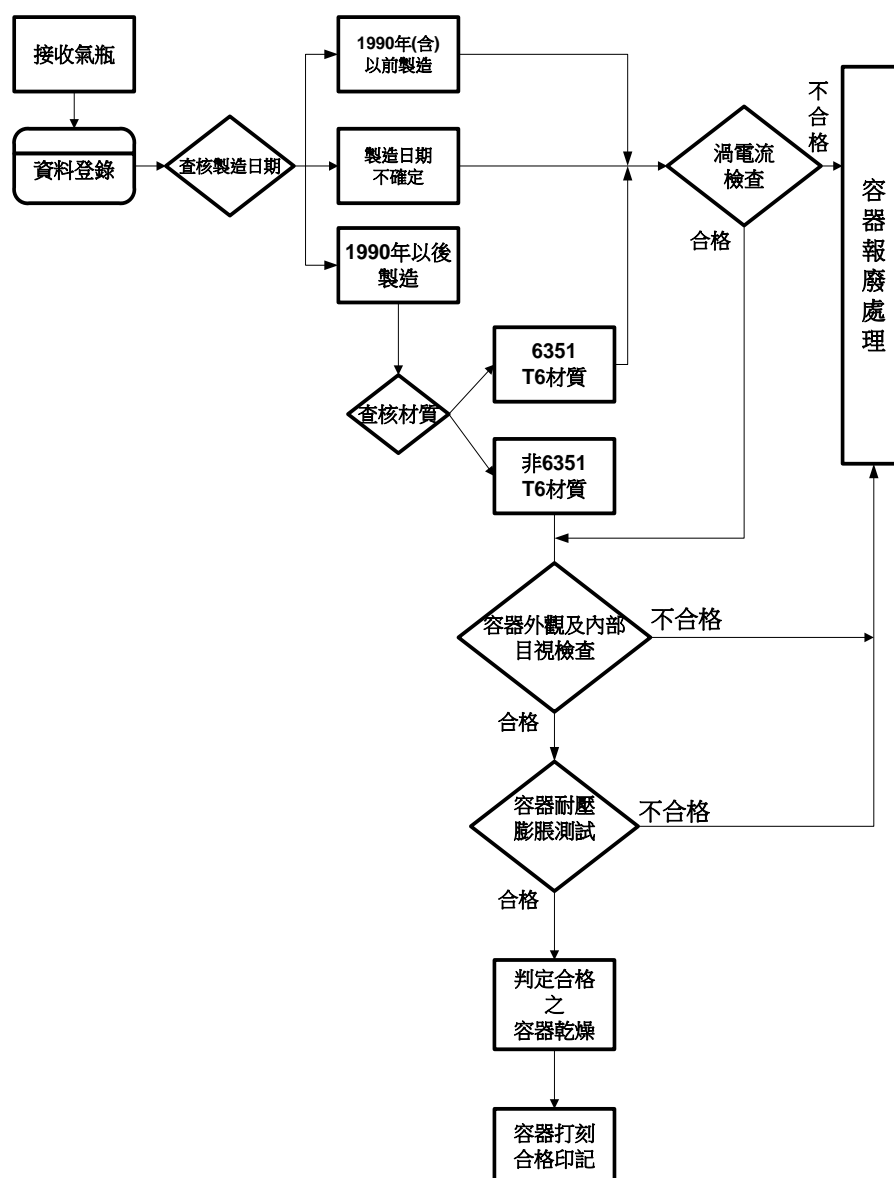 接收氣瓶
資料登錄
查核製造日期
1990年(含)
以前製造
製造日期
不確定
1990年以後
製造
查核材質
6351
T6材質
非6351
T6材質
渦電流
檢查
不合格
合格
容器報廢處理
容器外觀及內部
目視檢查
不合格
合格
容器耐壓
膨脹測試
不合格
合格
判定合格
之
容器乾燥
容器打刻
合格印記